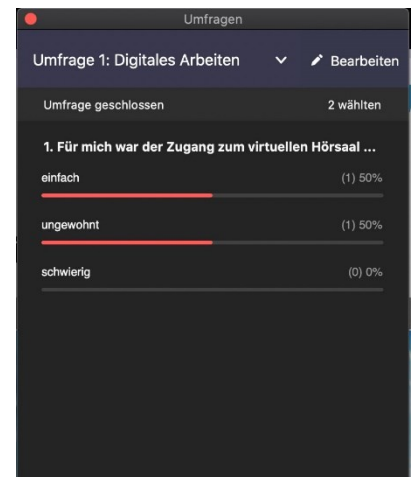 Umfragen
Umfrage 1: Digitales Arbeiten Bearbeiten
Umfrage geschlossen 2 wählten
1. Für mich war der Zugang zum virtuellen Hörsaal ...
einfach (1) 50%
ungewohnt (1) 50%
schwierig (0) 0%